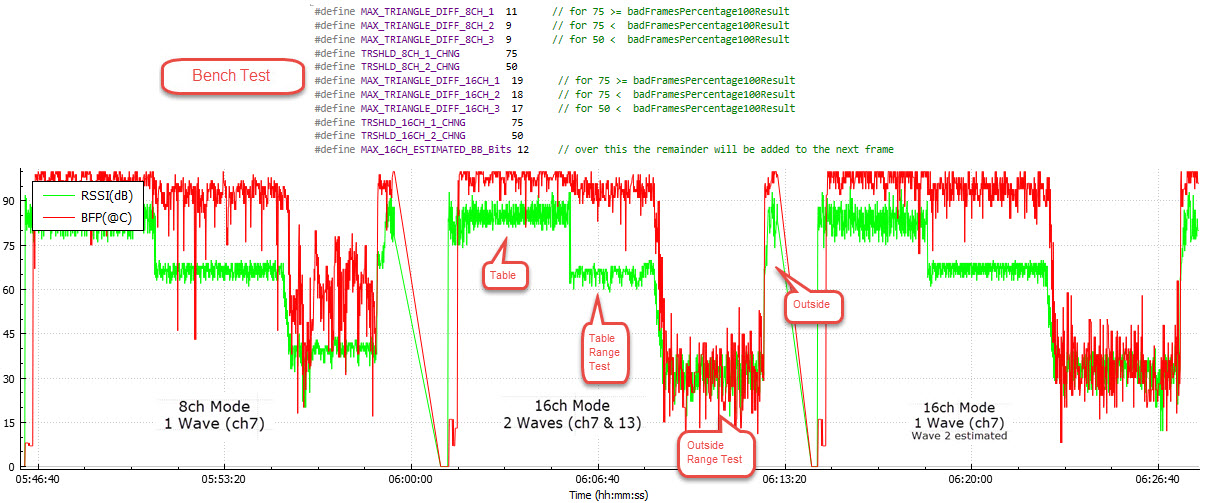 #define MAX_TRIANGLE_DIFF_8CH_1 11 // for 75 >= badFramesPercentage100Result
#define MAX_TRIANGLE_DIFF_8CH_2 9 // for 75 < badFramesPercentage100Result
#define MAX_TRIANGLE_DIFF_8CH_3 9 // for 50 < badFramesPercentage100Result
#define TRSHLD_8CH_1_CHNG 75
#define TRSHLD_8CH_2_CHNG 50
#define MAX_TRIANGLE_DIFF_16CH_1 19 // for 75 >= badFramesPercentage100Result
#define MAX_TRIANGLE_DIFF_16CH_2 18 // for 75 < badFramesPercentage100Result
#define MAX_TRIANGLE_DIFF_16CH_3 17 // for 50 < badFramesPercentage100Result
#define TRSHLD_16CH_1_CHNG 75
#define TRSHLD_16CH_2_CHNG 50
#define MAX_16CH_ESTIMATED_BB_Bits 12 // over this the remainder will be added to the next frame
Bench Test
RSSI(dB)
BFP(@C)
90
75
60
45
30
15
0
Table
Table
Range
Test
Outside
Outside
Range Test
8ch Mode
1 Wave (ch7)
16ch Mode
2 Waves (ch7 & 13)
16ch Mode
1 Wave (ch7)
Wave 2 estimated
05:46:40 05:53:20 06:00:00 06:06:40 06:13:20 06:20:00 06:26:40
Time (hh:mm:ss)